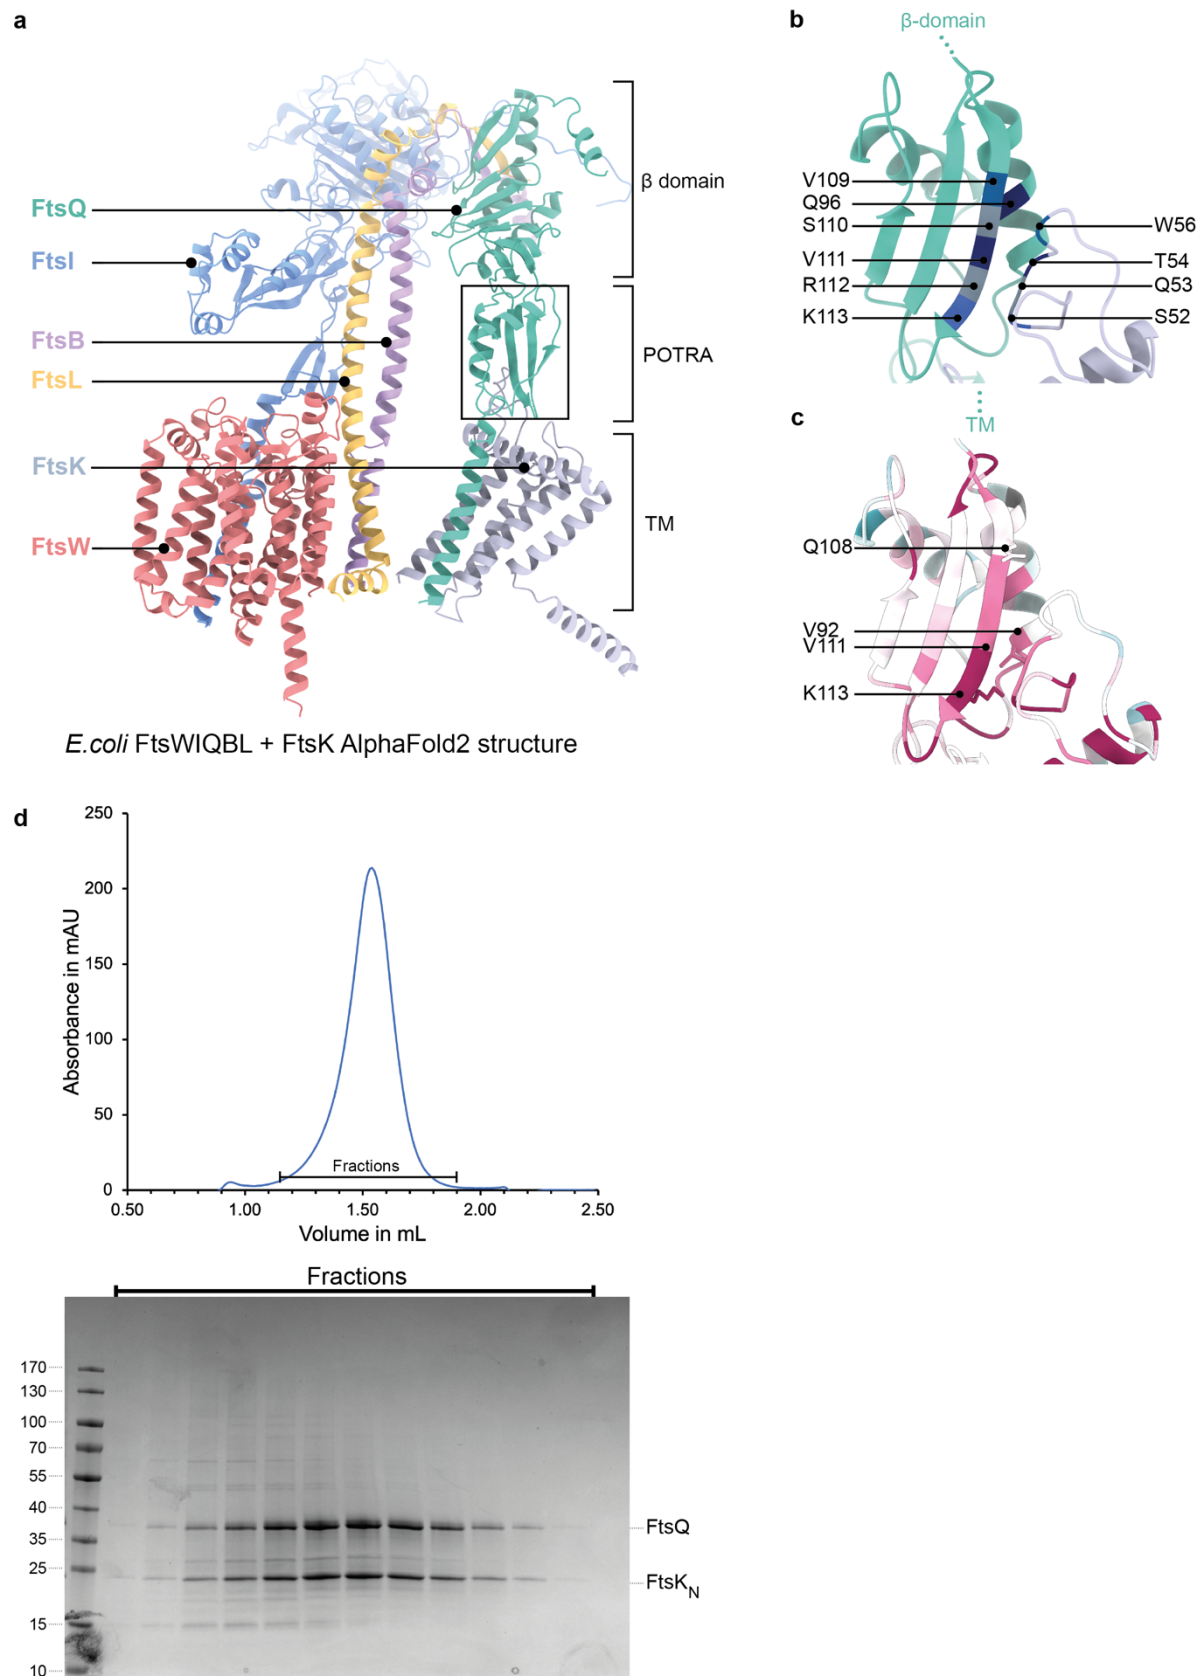 a
FtsQ
FtsI
FtsB
FtsL
FtsK
FtsW
β domain
POTRA
TM
E.coli FtsWIQBL + FtsK AlphaFold2 structure
b
β-domain
V109
Q96
S110
V111
R112
K113
W56
T54
Q53
S52
TM
c
Q108
V92
V111
K113
d
Absorbance in mAU
250
200
150
100
50
0
Fractions
0.50 1.00 1.50 2.00 2.50
Volume in mL
Fractions
170
130
100
70
55
40
35
25
15
10
FtsQ
FtsKN